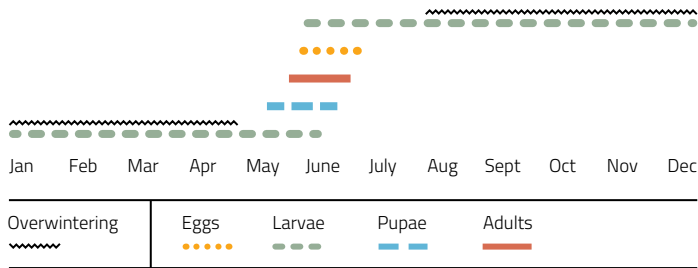 Jan Feb Mar Apr May June July Aug Sept Oct Nov Dec
Overwintering Eggs Larvae Pupae Adults